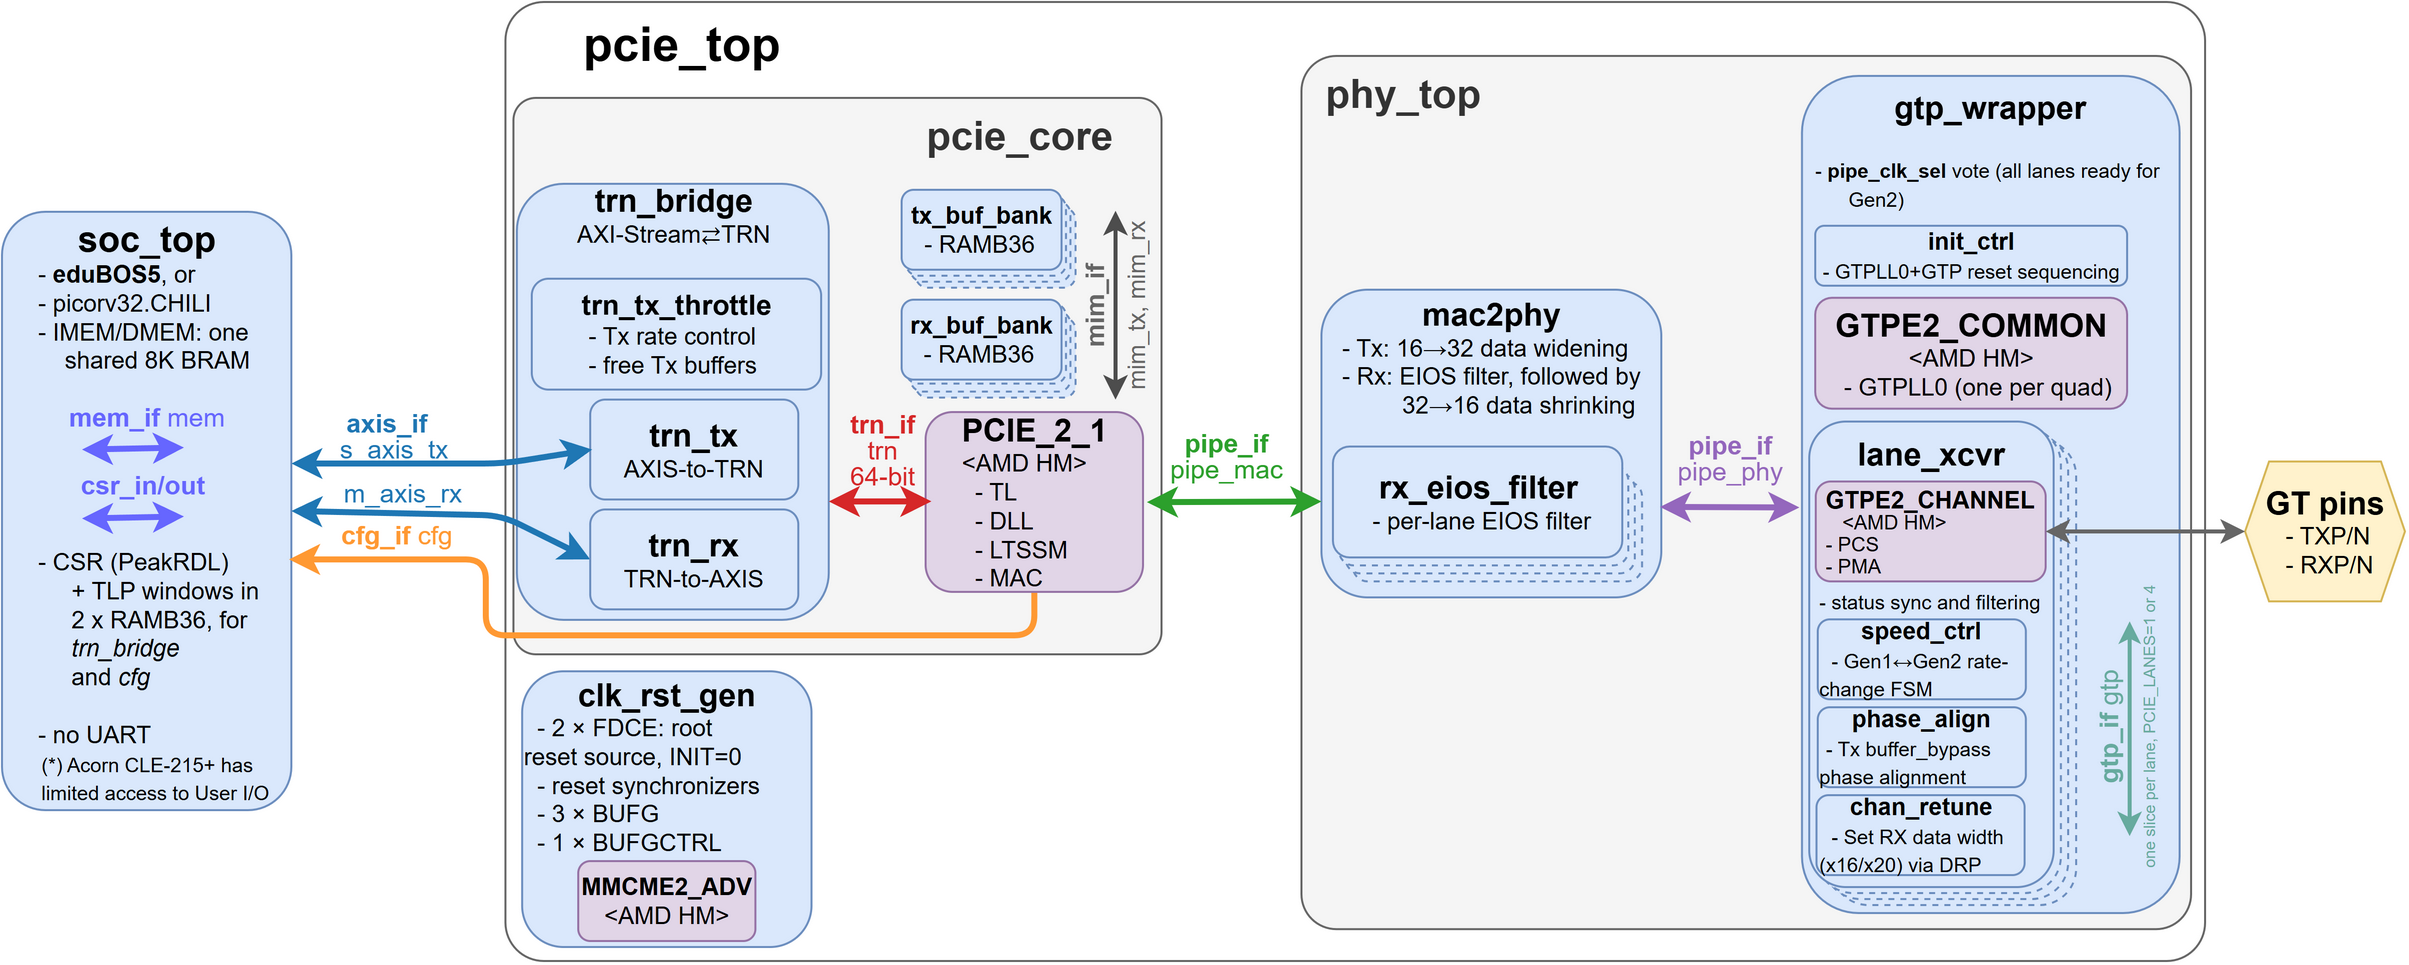 pcie_top
pcie_core
phy_top
soc_top
- eduBOS5, or
- picorv32.CHILI
- IMEM/DMEM: one
shared 8K BRAM
mem_if mem
csr_in/out
- CSR (PeakRDL)
+ TLP windows in
2 x RAMB36, for
trn_bridge
and cfg
- no UART
(*) Acorn CLE-215+ has
limited access to User I/O
axis_if
s_axis_tx
m_axis_rx
cfg_if cfg
trn_bridge
AXI-Stream⇄TRN
trn_tx_throttle
- Tx rate control
- free Tx buffers
trn_tx
AXIS-to-TRN
trn_rx
TRN-to-AXIS
tx_buf_bank
- RAMB36
rx_buf_bank
- RAMB36
mim_if
mim_tx, mim_rx
trn_if
trn
64-bit
PCIE_2_1
<AMD HM>
- TL
- DLL
- LTSSM
- MAC
clk_rst_gen
- 2 × FDCE: root
reset source, INIT=0
- reset synchronizers
- 3 × BUFG
- 1 × BUFGCTRL
MMCME2_ADV
<AMD HM>
pipe_if
pipe_mac
mac2phy
- Tx: 16→32 data widening
- Rx: EIOS filter, followed by
32→16 data shrinking
rx_eios_filter
- per-lane EIOS filter
pipe_if
pipe_phy
gtp_wrapper
- pipe_clk_sel vote (all lanes ready for
Gen2)
init_ctrl
- GTPLL0+GTP reset sequencing
GTPE2_COMMON
<AMD HM>
- GTPLL0 (one per quad)
lane_xcvr
GTPE2_CHANNEL
<AMD HM>
- PCS
- PMA
- status sync and filtering
speed_ctrl
- Gen1↔Gen2 rate-
change FSM
phase_align
- Tx buffer_bypass
phase alignment
chan_retune
- Set RX data width
(x16/x20) via DRP
gtp_if gtp
one slice per lane, PCIE_LANES=1 or 4
GT pins
- TXP/N
- RXP/N